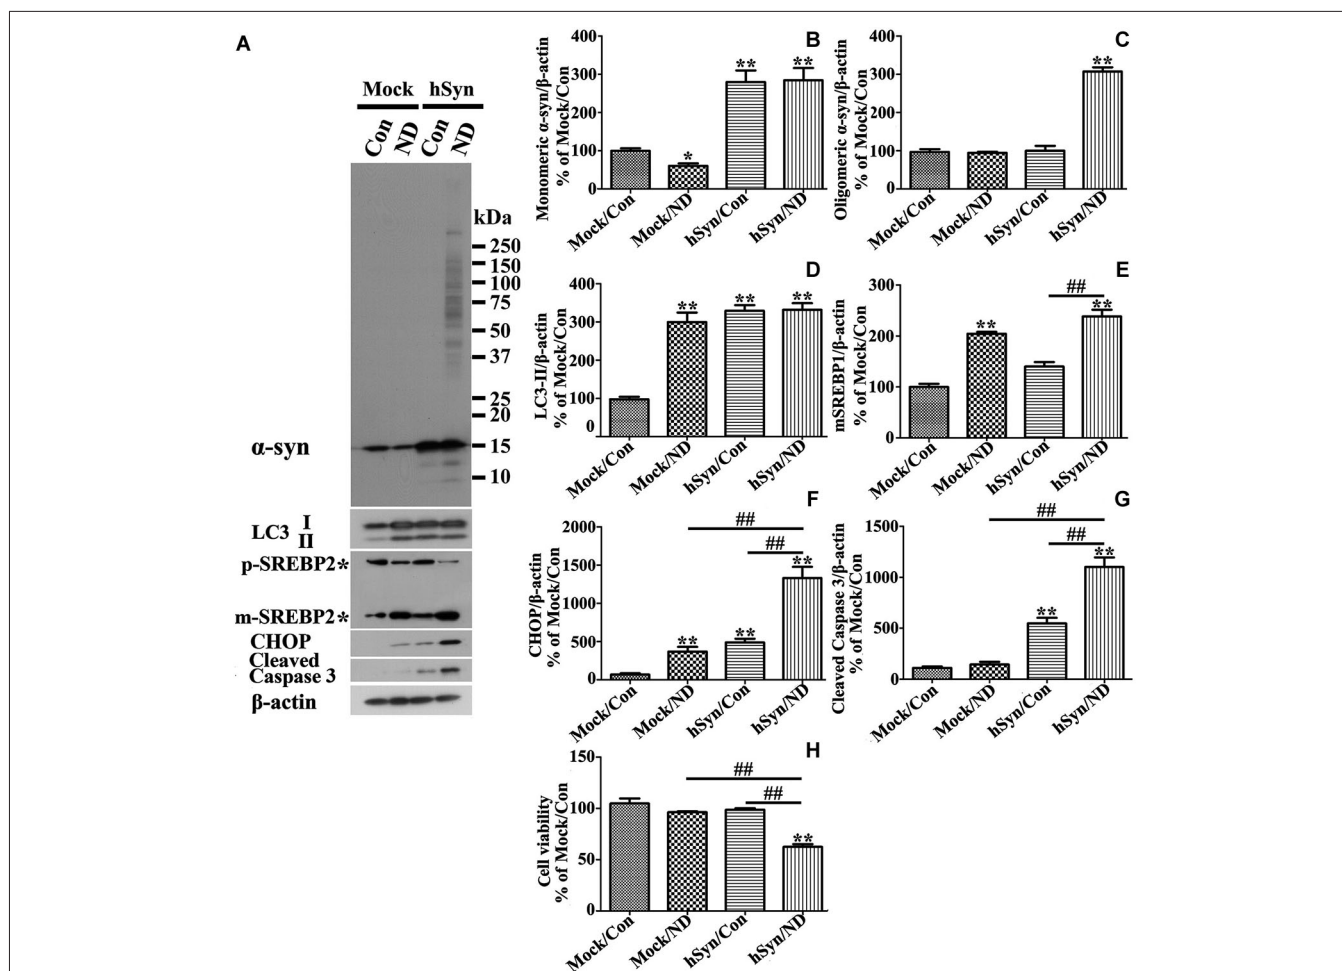 A
Mock hSyn
Con ND Con ND
kDa
250
150
100
75
50
37
25
20
15
10
α-syn
LC3 I
II
p-SREBP2*
m-SREBP2*
CHOP
Cleaved
Caspase 3
β-actin
B
Monomeric α-syn/β-actin
% of Mock/Con
400
300
200
100
0
*
**
**
Mock/Con
Mock/ND
hSyn/Con
hSyn/ND
C
Oligomeric α-syn/β-actin
% of Mock/Con
400
300
200
100
0
**
Mock/Con
Mock/ND
hSyn/Con
hSyn/ND
D
LC3-II/β-actin
% of Mock/Con
400
300
200
100
0
**
**
**
Mock/Con
Mock/ND
hSyn/Con
hSyn/ND
E
mSREBP1/β-actin
% of Mock/Con
300
200
100
0
##
**
**
Mock/Con
Mock/ND
hSyn/Con
hSyn/ND
F
CHOP/β-actin
% of Mock/Con
2000
1500
1000
500
0
##
##
**
**
**
Mock/Con
Mock/ND
hSyn/Con
hSyn/ND
G
Cleaved Caspase 3/β-actin
% of Mock/Con
1500
1000
500
0
##
##
**
**
Mock/Con
Mock/ND
hSyn/Con
hSyn/ND
H
Cell viability
% of Mock/Con
150
100
50
0
##
##
**
Mock/Con
Mock/ND
hSyn/Con
hSyn/ND